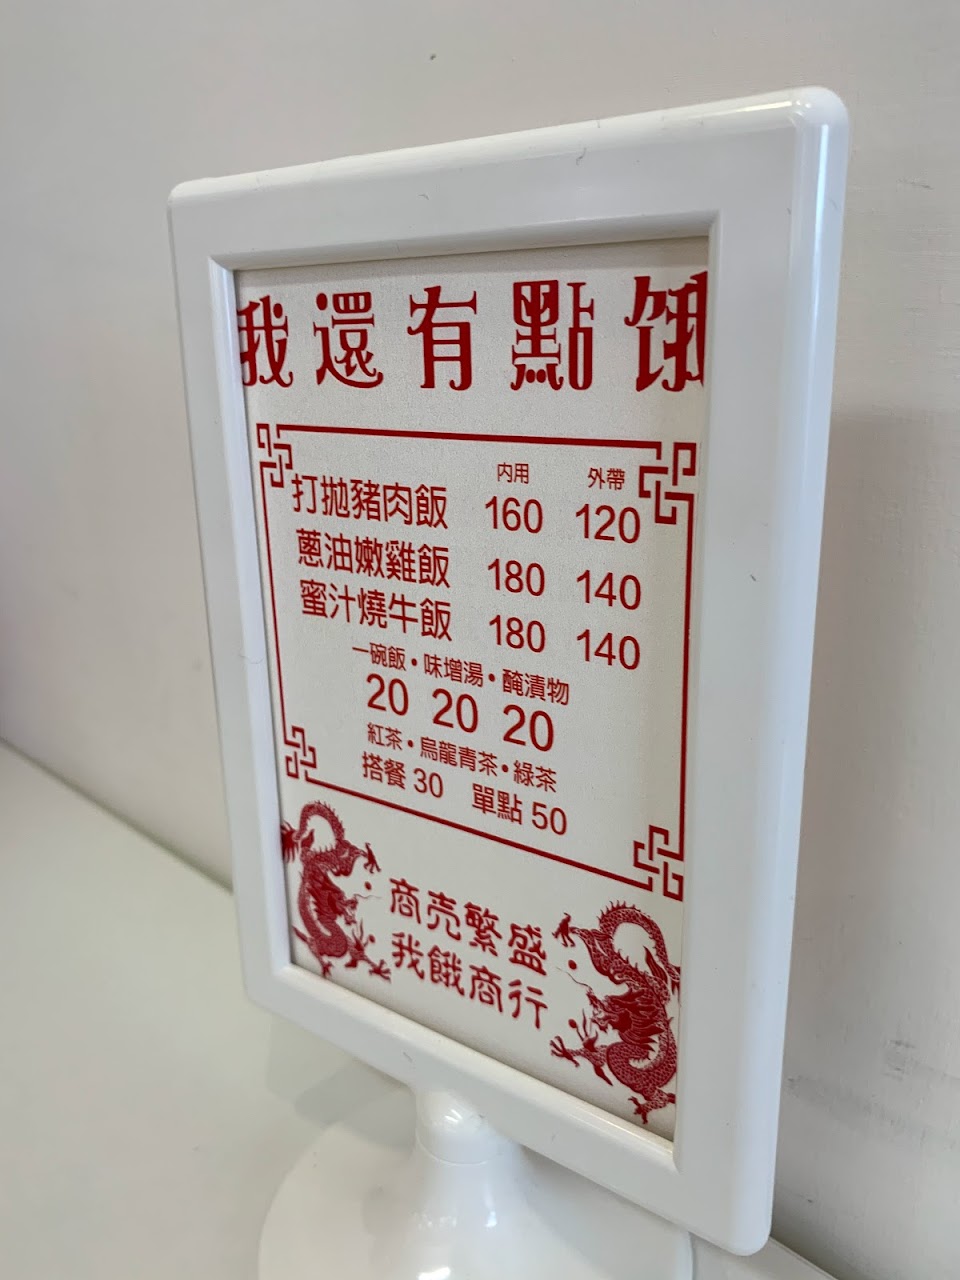 我還有點餓
內用 外帶
打拋豬肉飯 160 120
蔥油嫩雞飯 180 140
蜜汁燒牛飯 180 140
一碗飯・味增湯・醃漬物
20 20 20
紅茶・烏龍青茶・綠茶
搭餐 30 單點 50
商売繁盛
我餓商行